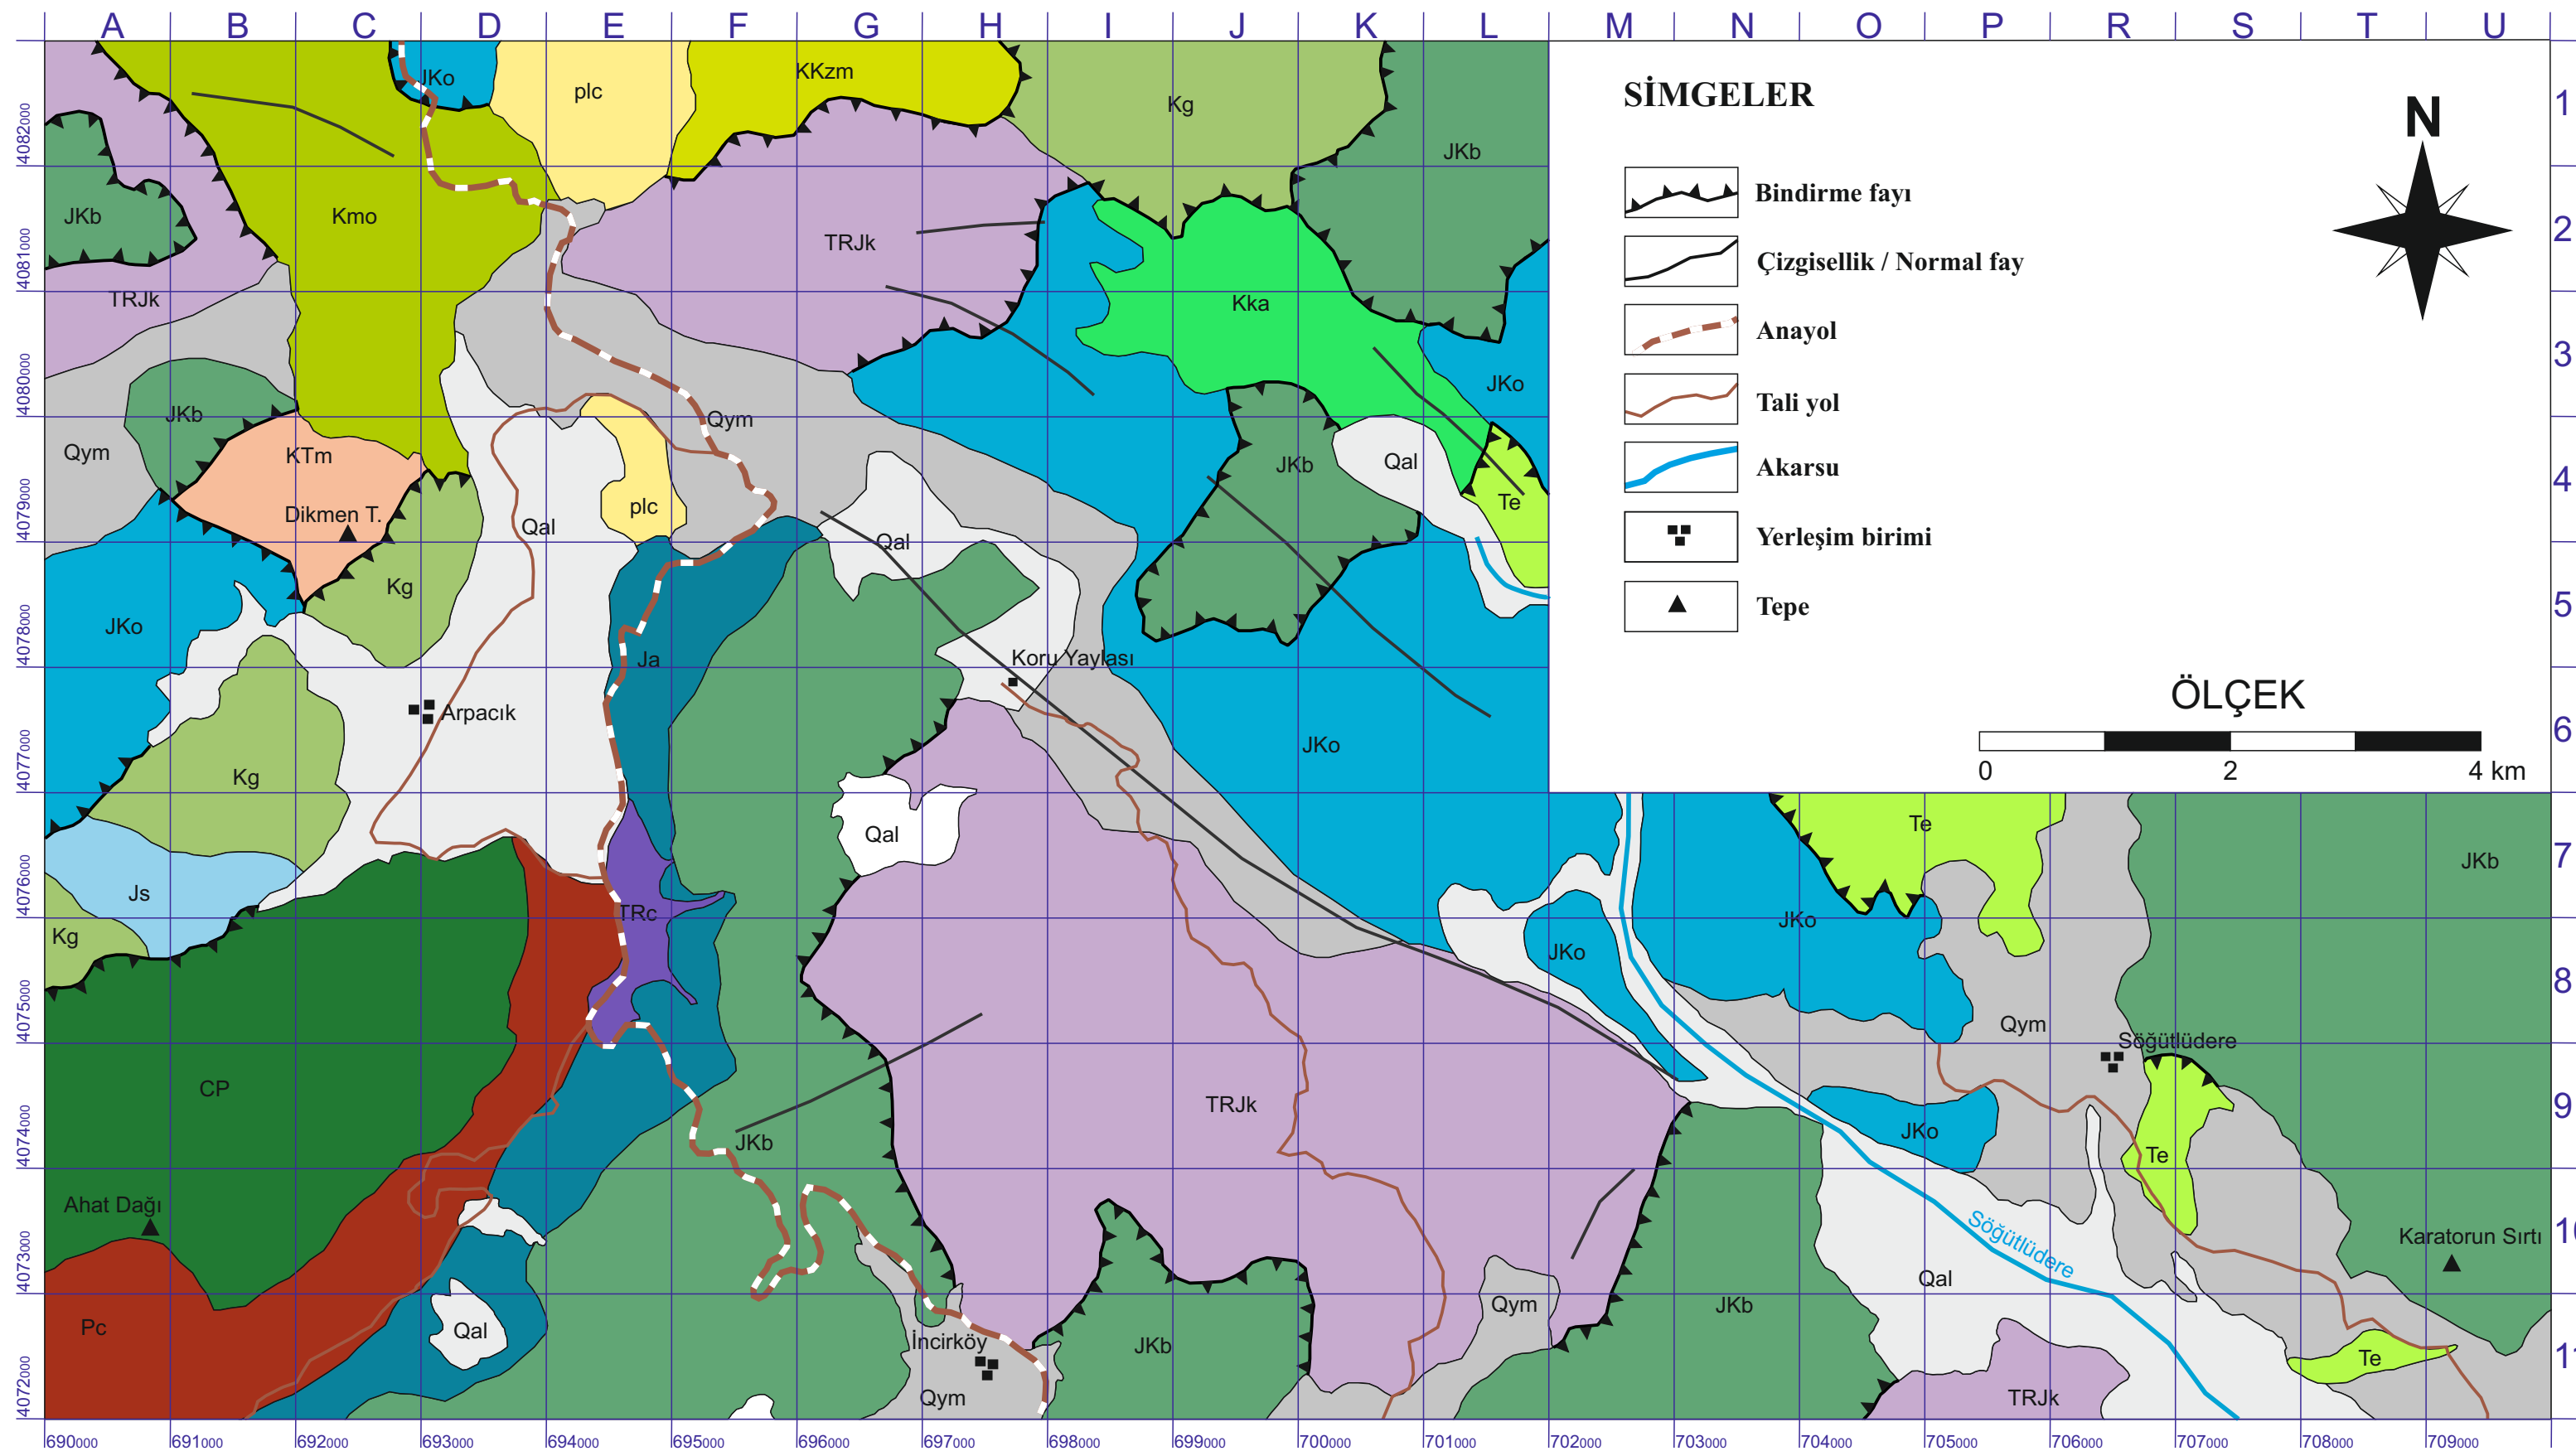 A B C D E F G H I J K L M N O P R S T U
JKo
plc
KKzm
Kg
SİMGELER
N
1
4082000
JKb
JKb
Kmo
TRJk
Bindirme fayı
2
4081000
Çizgisellik / Normal fay
TRJk
Kka
Anayol
3
4080000
JKo
Tali yol
JKb
Qym
Qym
KTm
JKb
Qal
Akarsu
4
4079000
Dikmen T.
plc
Te
Qal
Qal
Yerleşim birimi
Kg
Tepe
5
4078000
JKo
Ja
Koru Yaylası
ÖLÇEK
Arpacık
JKo
6
4077000
Kg
0 2 4 km
Qal
Te
7
4076000
JKb
Js
TRc
JKo
Kg
JKo
8
4075000
Qym
Söğütlüdere
CP
TRJk
9
4074000
JKb
JKo
Te
Ahat Dağı
Söğütlüdere
Karatorun Sırtı
10
4073000
Qal
Pc
Qal
Qym
JKb
İncirköy
JKb
Te
11
4072000
Qym
TRJk
690000 691000 692000 693000 694000 695000 696000 697000 698000 699000 700000 701000 702000 703000 704000 705000 706000 707000 708000 709000